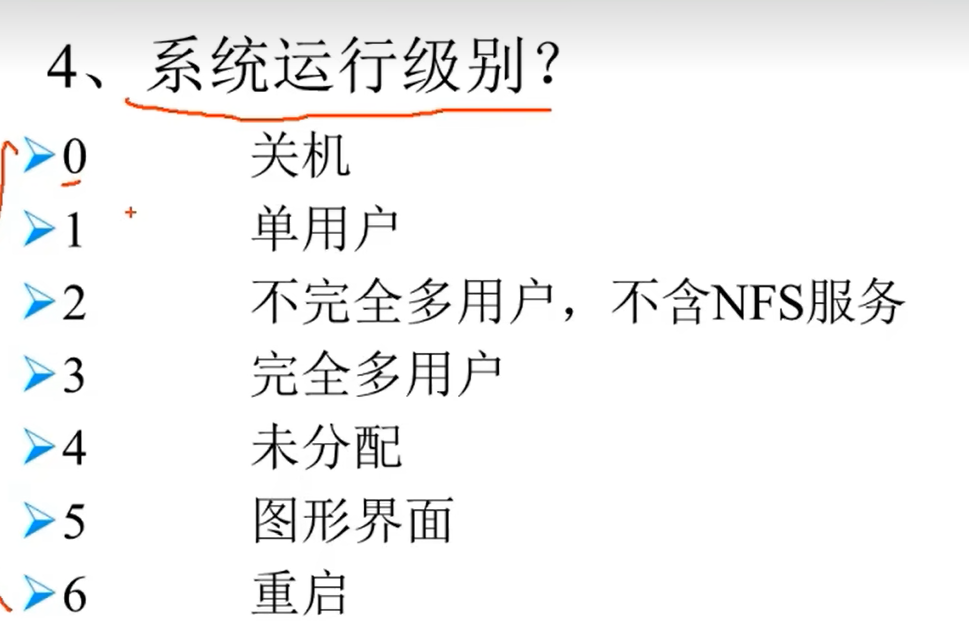 4、系统运行级别？
➢0 关机
➢1 单用户
➢2 不完全多用户，不含NFS服务
➢3 完全多用户
➢4 未分配
➢5 图形界面
➢6 重启